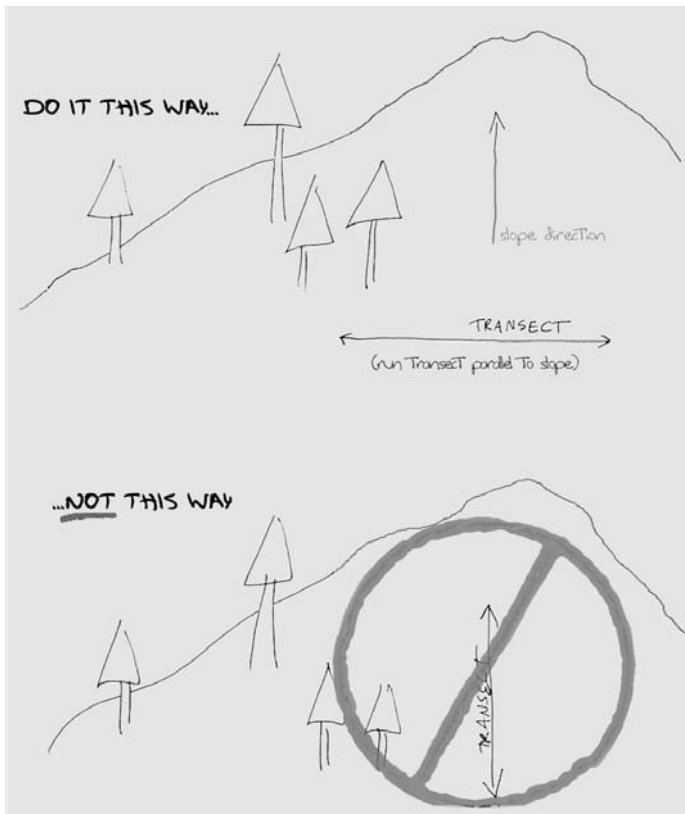 DO IT THIS WAY...
slope direction
TRANSECT
(run Transect parallel To slope)
...NOT THIS WAY
TRANSECT